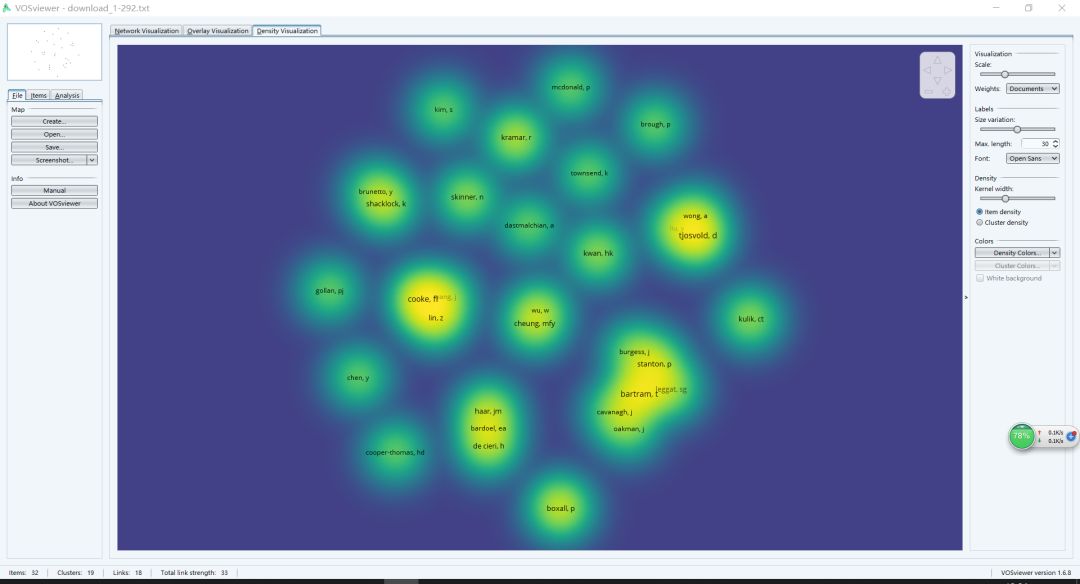 VOSviewer - download_1-292.txt
Network Visualization
Overlay Visualization
Density Visualization
File
Items
Analysis
Map
Create...
Open...
Save...
Screenshot...
Info
Manual
About VOSviewer
mcdonald, p
kim, s
brough, p
kramar, r
townsend, k
brunetto, y
shacklock, k
skinner, n
wong, a
tjosvold, d
dastmalchian, a
kwan, hk
gollan, pj
cooke, fl
lin, z
wu, w
cheung, mfy
kulik, ct
burgess, j
stanton, p
leggat, sg
bartram, t
chen, y
cavanagh, j
haar, jm
oakman, j
bardoel, ea
de cieri, h
cooper-thomas, hd
boxall, p
Visualization
Scale:
Weights: Documents
Labels
Size variation:
Max. length: 30
Font: Open Sans
Density
Kernel width:
Item density
Cluster density
Colors
Density Colors...
Cluster Colors...
White background
>
78%
0.1K/s
0.1K/s
Items: 32
Clusters: 19
Links: 18
Total link strength: 33
VOSviewer version 1.6.8